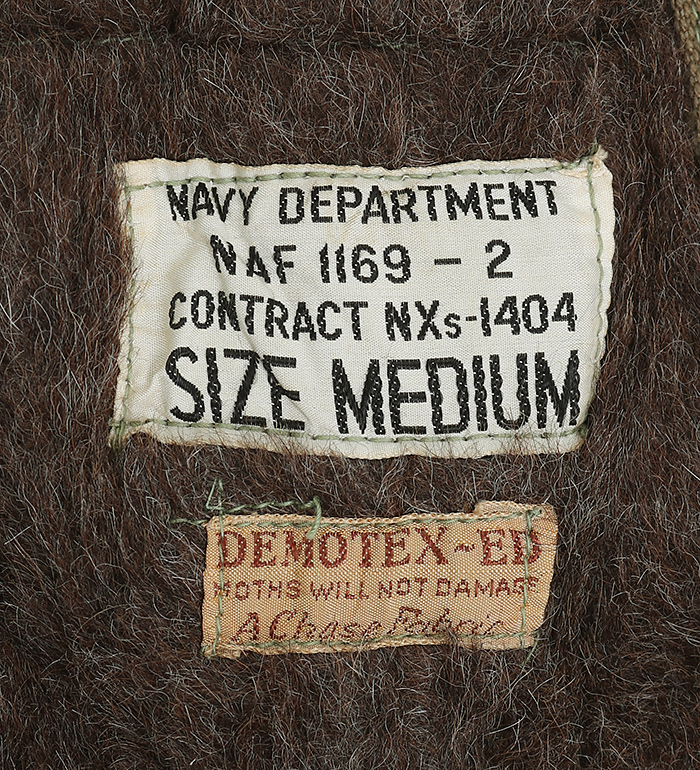 NAVY DEPARTMENT
NAF 1169 - 2
CONTRACT NXs-1404
SIZE MEDIUM
DEMOTEX~ED
MOTHS WILL NOT DAMAGE
A Chase Fabric